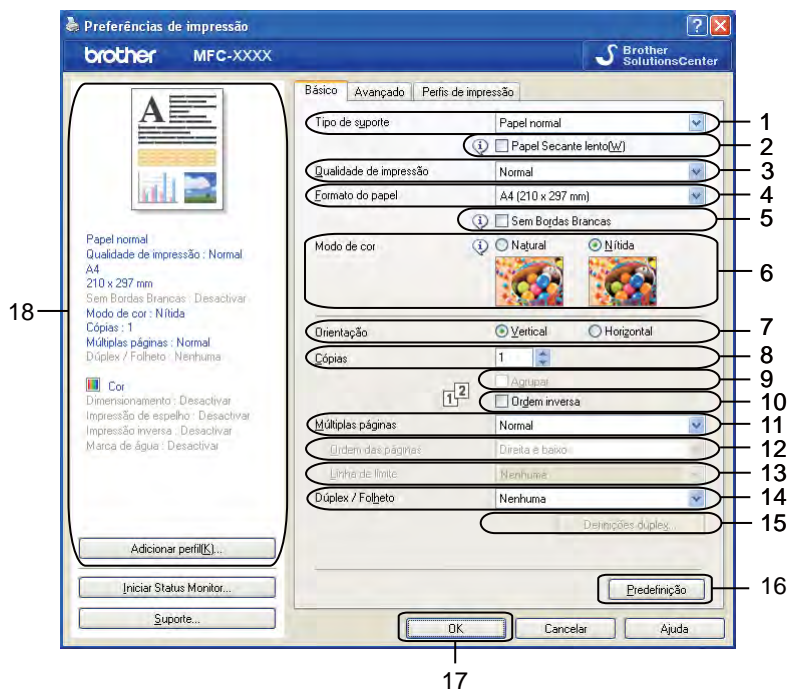 Preferências de impressão
brother MFC-XXXX
Brother
SolutionsCenter
Básico Avançado Perfis de impressão
A
Tipo de suporte Papel normal 1
Papel Secante lento(W) 2
Qualidade de impressão Normal 3
Formato do papel A4 (210 x 297 mm) 4
Sem Bordas Brancas 5
Modo de cor Natural Nítida 6
Orientação Vertical Horizontal 7
Cópias 1 8
Agrupar 9
1 2
Ordem inversa 10
Múltiplas páginas Normal 11
Ordem das páginas Direita e baixo 12
Linha de limite Nenhuma 13
Dúplex / Folheto Nenhuma 14
Definições dúplex... 15
Predefinição 16
18
Papel normal
Qualidade de impressão : Normal
A4
210 x 297 mm
Sem Bordas Brancas : Desactivar
Modo de cor : Nítida
Cópias : 1
Múltiplas páginas : Normal
Dúplex / Folheto : Nenhuma
Cor
Dimensionamento : Desactivar
Impressão de espelho : Desactivar
Impressão inversa : Desactivar
Marca de água : Desactivar
Adicionar perfil(K)...
Iniciar Status Monitor...
Suporte...
OK Cancelar Ajuda
17